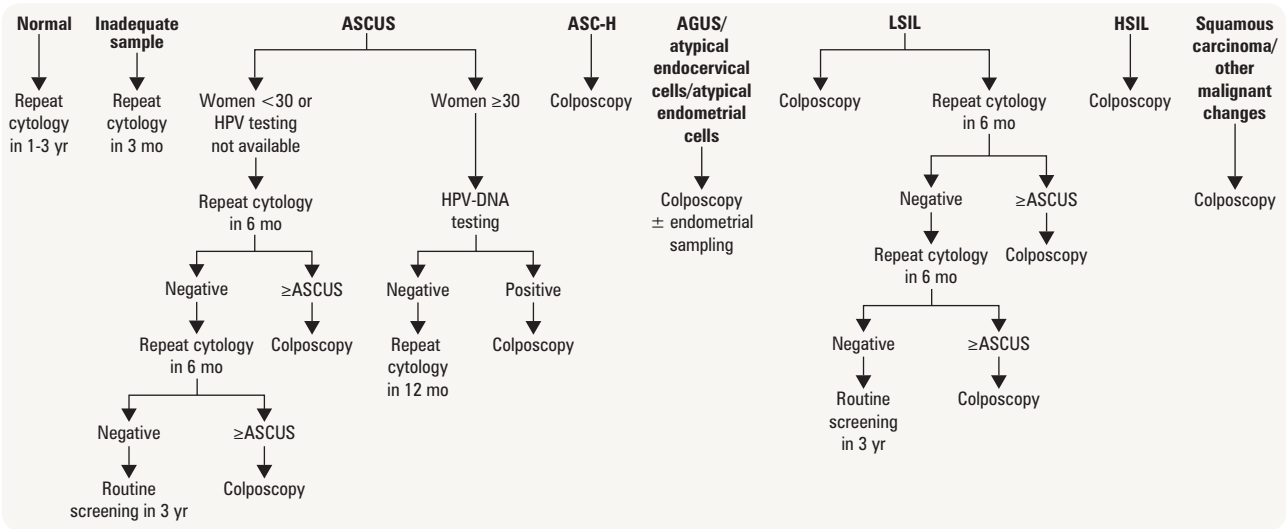 Normal
Repeat
cytology
in 1-3 yr
Inadequate
sample
Repeat
cytology
in 3 mo
ASCUS
Women <30 or
HPV testing
not available
Repeat cytology
in 6 mo
Negative
Repeat cytology
in 6 mo
Negative
Routine
screening in 3 yr
≥ASCUS
Colposcopy
≥ASCUS
Colposcopy
Women ≥30
HPV-DNA
testing
Negative
Repeat
cytology
in 12 mo
Positive
Colposcopy
ASC-H
Colposcopy
AGUS/
atypical
endocervical
cells/atypical
endometrial
cells
Colposcopy
± endometrial
sampling
LSIL
Colposcopy
Repeat cytology
in 6 mo
Negative
Repeat cytology
in 6 mo
Negative
Routine
screening
in 3 yr
≥ASCUS
Colposcopy
≥ASCUS
Colposcopy
HSIL
Colposcopy
Squamous
carcinoma/
other
malignant
changes
Colposcopy